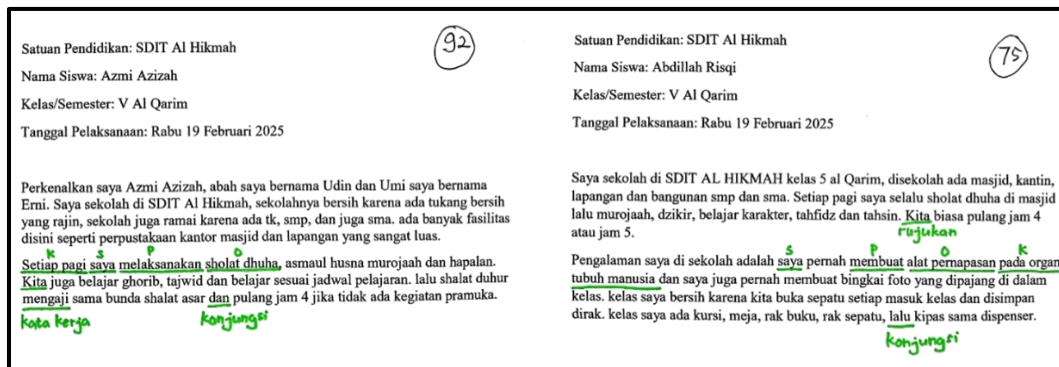 Satuan Pendidikan: SDIT Al Hikmah
92
Nama Siswa: Azmi Azizah
Kelas/Semester: V Al Qarim
Tanggal Pelaksanaan: Rabu 19 Februari 2025
Perkenalkan saya Azmi Azizah, abah saya bernama Udin dan Umi saya bernama
Erni. Saya sekolah di SDIT Al Hikmah, sekolahnya bersih karena ada tukang bersih
yang rajin, sekolah juga ramai karena ada tk, smp, dan juga sma. ada banyak fasilitas
disini seperti perpustakaan kantor masjid dan lapangan yang sangat luas.
K S P O
Setiap pagi saya melaksanakan sholat dhuha, asmaul husna murojaah dan hapalan.
Kita juga belajar ghorib, tajwid dan belajar sesuai jadwal pelajaran. lalu shalat duhur
mengaji sama bunda shalat asar dan pulang jam 4 jika tidak ada kegiatan pramuka.
kata kerja konjungsi
Satuan Pendidikan: SDIT Al Hikmah
75
Nama Siswa: Abdillah Risqi
Kelas/Semester: V Al Qarim
Tanggal Pelaksanaan: Rabu 19 Februari 2025
Saya sekolah di SDIT AL HIKMAH kelas 5 al Qarim, disekolah ada masjid, kantin,
lapangan dan bangunan smp dan sma. Setiap pagi saya selalu sholat dhuha di masjid
lalu murojaah, dzikir, belajar karakter, tahfidz dan tahsin. Kita biasa pulang jam 4
atau jam 5.
rujukan
S P O K
Pengalaman saya di sekolah adalah saya pernah membuat alat pernapasan pada organ
tubuh manusia dan saya juga pernah membuat bingkai foto yang dipajang di dalam
kelas. kelas saya bersih karena kita buka sepatu setiap masuk kelas dan disimpan
dirak. kelas saya ada kursi, meja, rak buku, rak sepatu, lalu kipas sama dispenser.
konjungsi